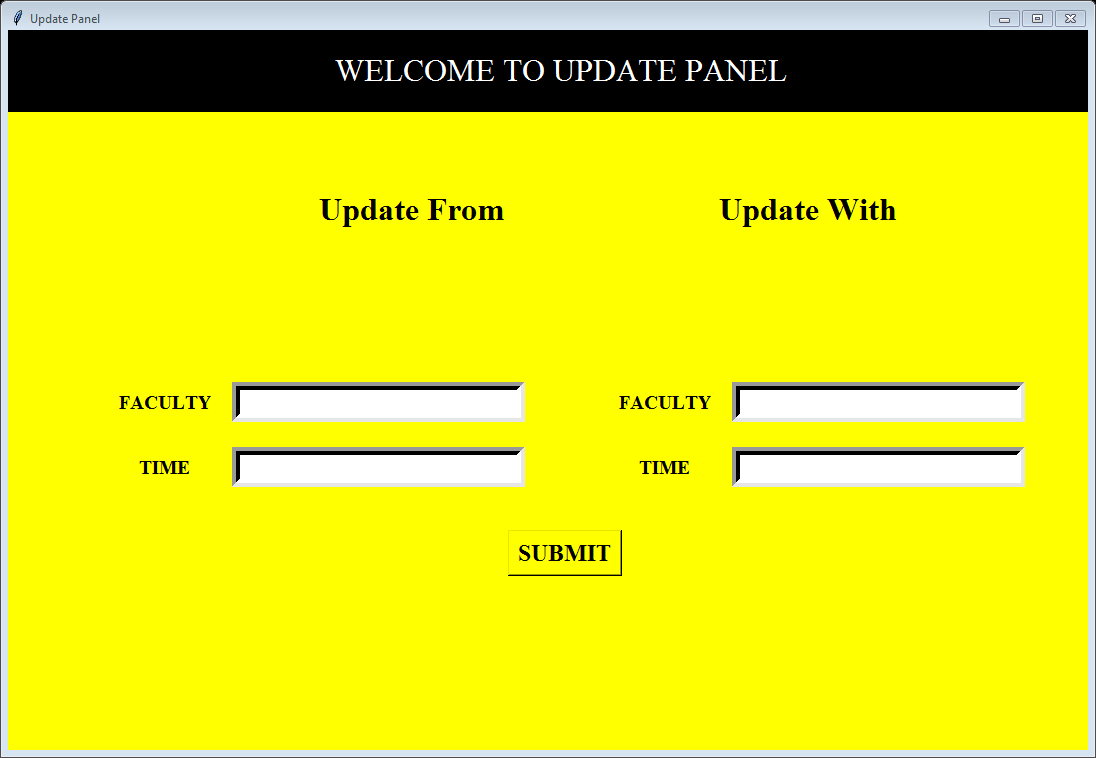 Update Panel
WELCOME TO UPDATE PANEL
Update From
Update With
FACULTY
FACULTY
TIME
TIME
SUBMIT